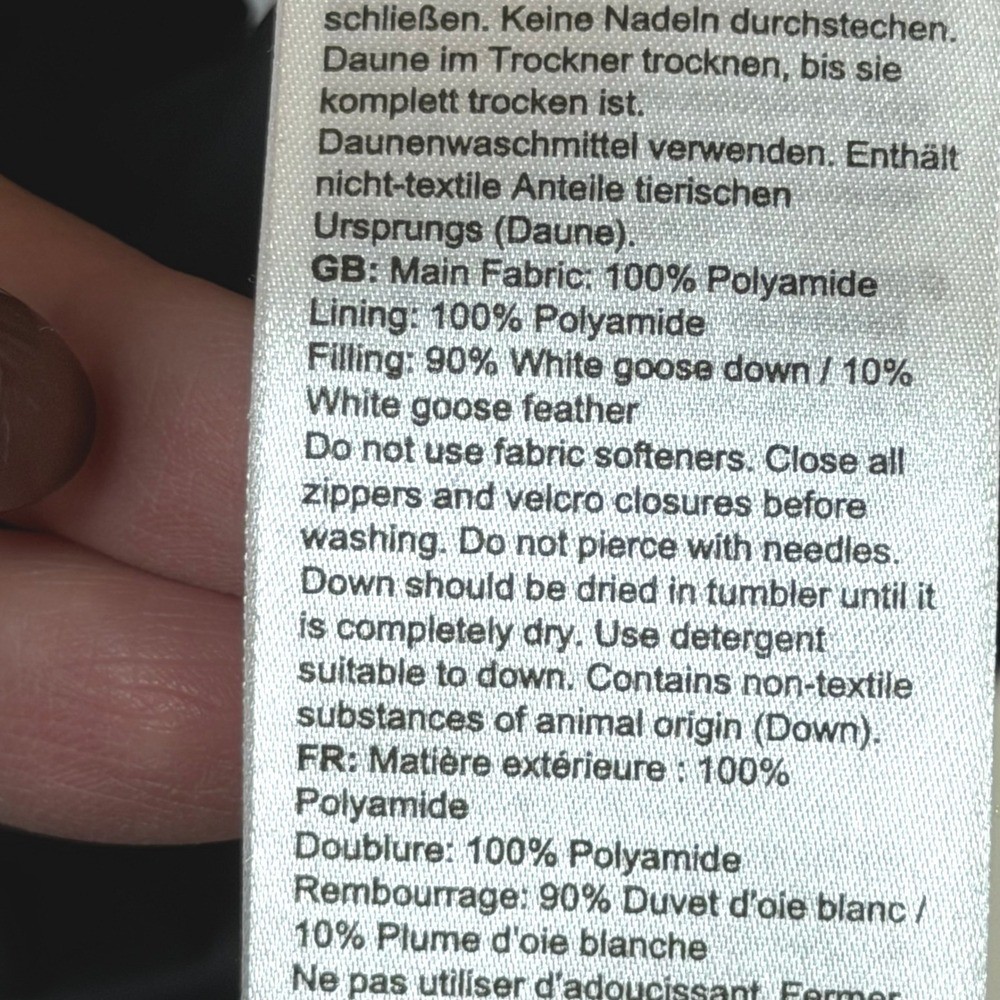 schließen. Keine Nadeln durchstechen.
Daune im Trockner trocknen, bis sie
komplett trocken ist.
Daunenwaschmittel verwenden. Enthält
nicht-textile Anteile tierischen
Ursprungs (Daune).
GB: Main Fabric: 100% Polyamide
Lining: 100% Polyamide
Filling: 90% White goose down / 10%
White goose feather
Do not use fabric softeners. Close all
zippers and velcro closures before
washing. Do not pierce with needles.
Down should be dried in tumbler until it
is completely dry. Use detergent
suitable to down. Contains non-textile
substances of animal origin (Down).
FR: Matière extérieure : 100%
Polyamide
Doublure: 100% Polyamide
Rembourrage: 90% Duvet d'oie blanc /
10% Plume d'oie blanche
Ne pas utiliser d'adoucissant. Fermer